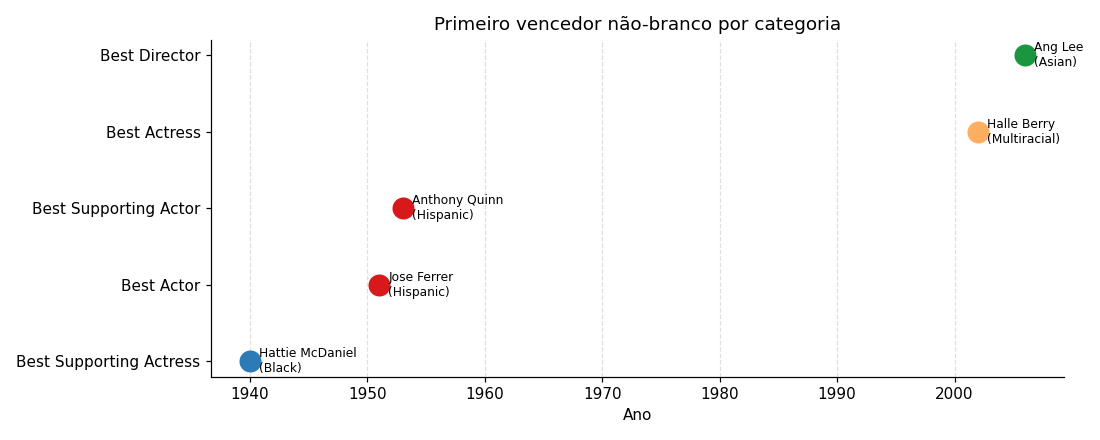 Primeiro vencedor não-branco por categoria
Best Director
Ang Lee
(Asian)
Best Actress
Halle Berry
(Multiracial)
Best Supporting Actor
Anthony Quinn
(Hispanic)
Best Actor
Jose Ferrer
(Hispanic)
Best Supporting Actress
Hattie McDaniel
(Black)
1940 1950 1960 1970 1980 1990 2000
Ano